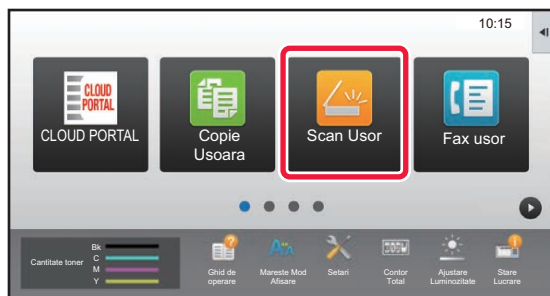 10:15
CLOUD
PORTAL
CLOUD PORTAL
Copie
Usoara
Scan Usor
Fax usor
Cantitate toner
Bk
C
M
Y
Ghid de
operare
Mareste Mod
Afisare
Setari
Contor
Total
Ajustare
Luminozitate
Stare
Lucrare